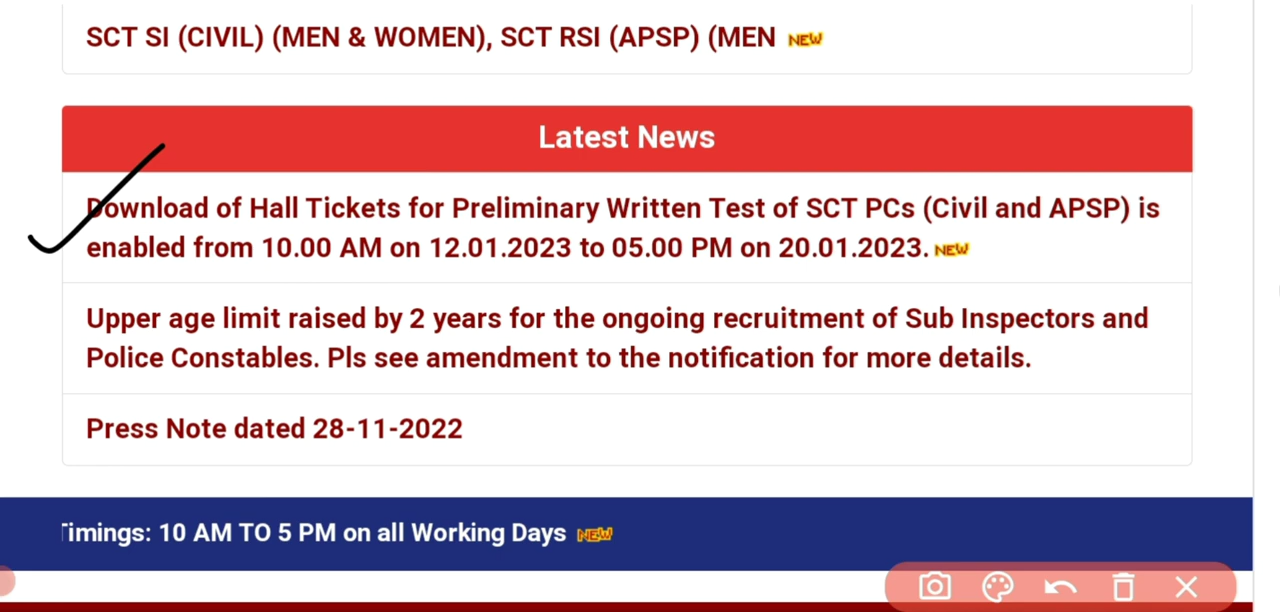 SCT SI (CIVIL) (MEN & WOMEN), SCT RSI (APSP) (MEN NEW
Latest News
Download of Hall Tickets for Preliminary Written Test of SCT PCs (Civil and APSP) is
enabled from 10.00 AM on 12.01.2023 to 05.00 PM on 20.01.2023. NEW
Upper age limit raised by 2 years for the ongoing recruitment of Sub Inspectors and
Police Constables. Pls see amendment to the notification for more details.
Press Note dated 28-11-2022
Timings: 10 AM TO 5 PM on all Working Days NEW